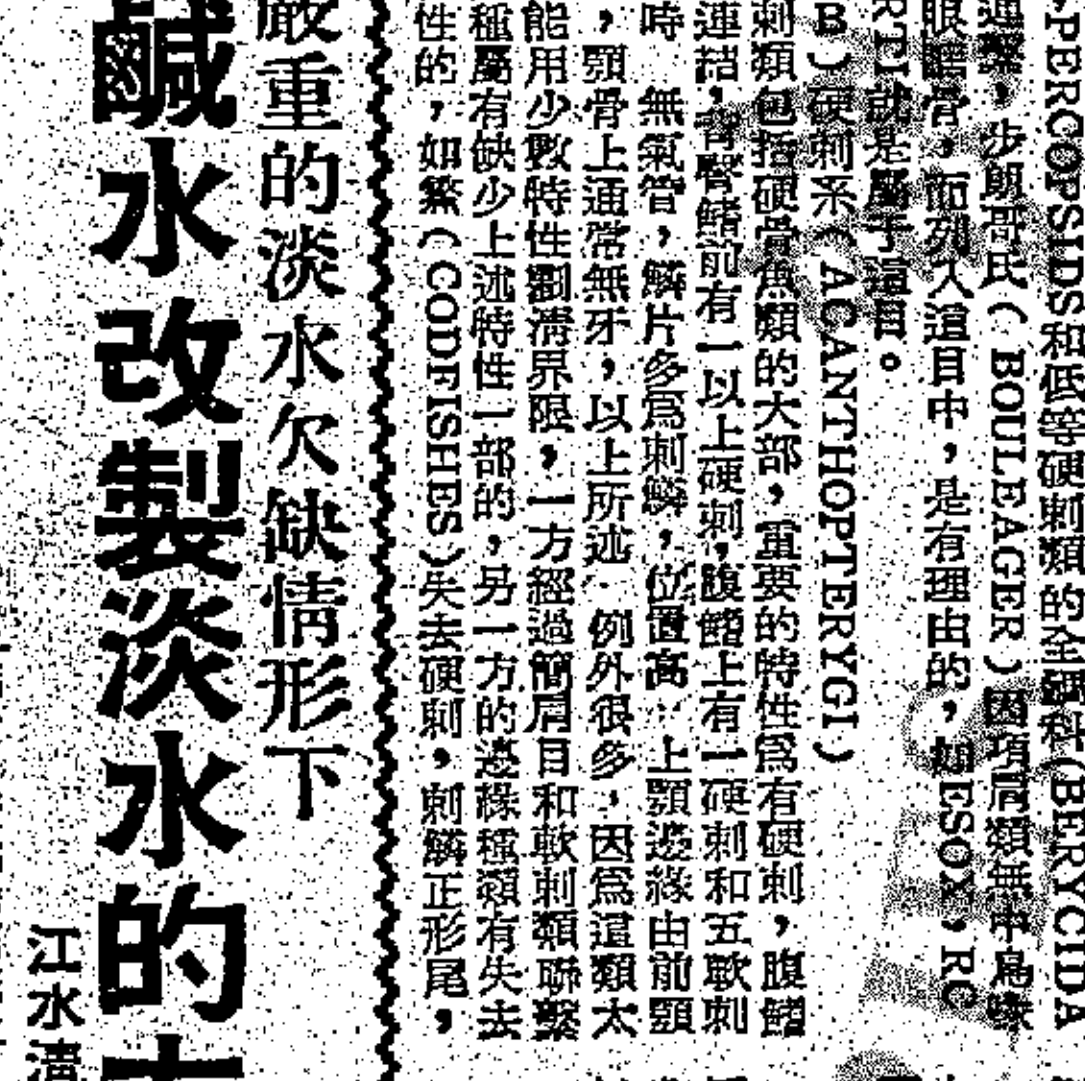 PERCOPSIDS和低等硬刺類的全鰓科(BERYCIDA
連繫,步朗哥氏(BOULEAGER)因項肩類無中烏喙
眼瞎骨,而列入這目中,是有理由的,如ESOX,RC
RTI就是屬于這目。
B)硬刺系(ACANTHOPTERYGI)
刺類包括硬骨魚類的大部,重要的特性爲有硬刺,腹鰭
連結,臀鰭前有一以上硬刺,腹鰭上有一硬刺和五軟刺
時 無氣管,鱗片多爲刺鱗,位置高 上顎邊緣由前顎
,顎骨上通常無牙,以上所述 例外很多,因爲這類太
能用少數特性劃淸界限,一方經過簡肩目和軟刺類聯繫
種屬有缺少上述特性一部的,另一方的邊緣種類有失去
性的,如繁(CODFISHES)失去硬刺,刺鱗正形尾,
嚴重的淡水欠缺情形下
鹹水改製淡水的
江水清